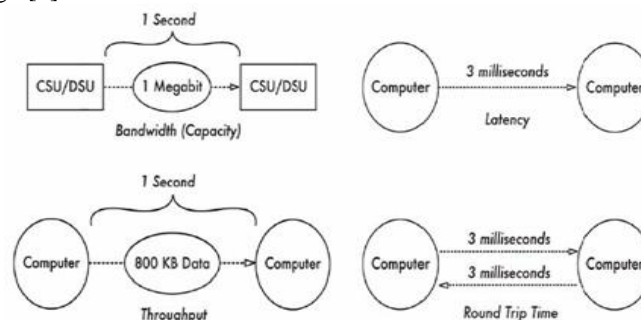 1 Second
CSU/DSU
1 Megabit
CSU/DSU
Bandwidth (Capacity)
Computer
3 milliseconds
Computer
Latency
1 Second
Computer
800 KB Data
Computer
Throughput
Computer
3 milliseconds
3 milliseconds
Computer
Round Trip Time